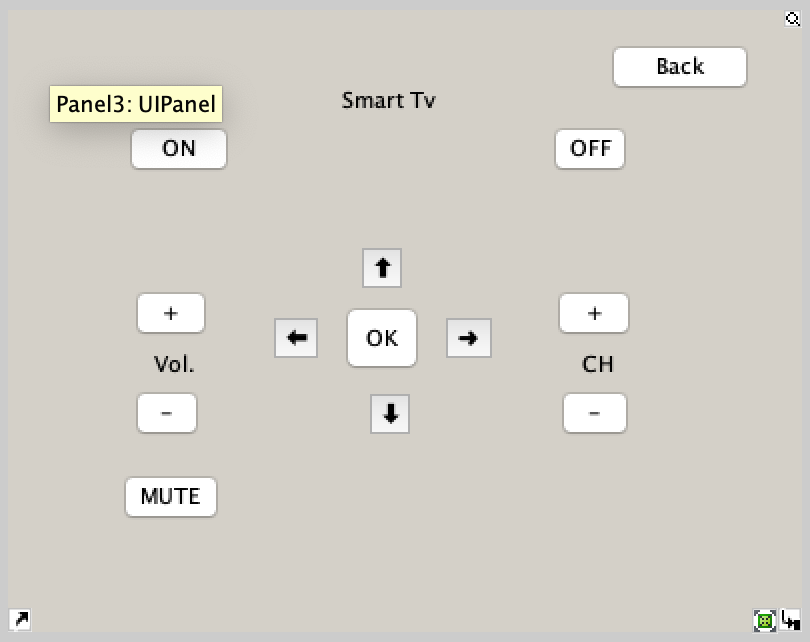 Back
Smart Tv
Panel3: UIPanel
ON
OFF
+
+
OK
Vol.
CH
-
-
MUTE